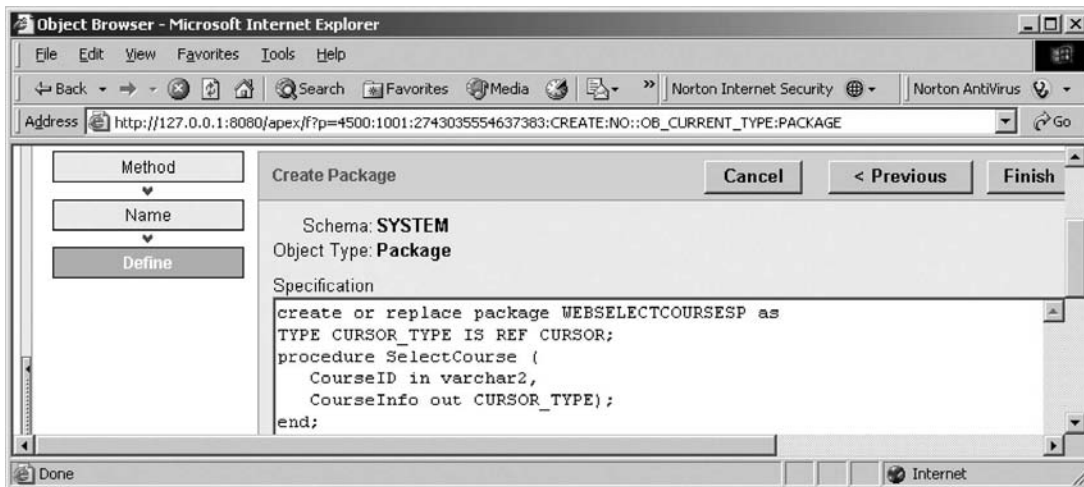 Object Browser - Microsoft Internet Explorer
File Edit View Favorites Tools Help
Back Search Favorites Media » Norton Internet Security Norton AntiVirus
Address http://127.0.0.1:8080/apex/f?p=4500:1001:2743035554637383:CREATE:NO::OB_CURRENT_TYPE:PACKAGE Go
Method
Name
Define
Create Package Cancel < Previous Finish
Schema: SYSTEM
Object Type: Package
Specification
create or replace package WEBSELECTCOURSESP as
TYPE CURSOR_TYPE IS REF CURSOR;
procedure SelectCourse (
CourseID in varchar2,
CourseInfo out CURSOR_TYPE);
end;
Done Internet